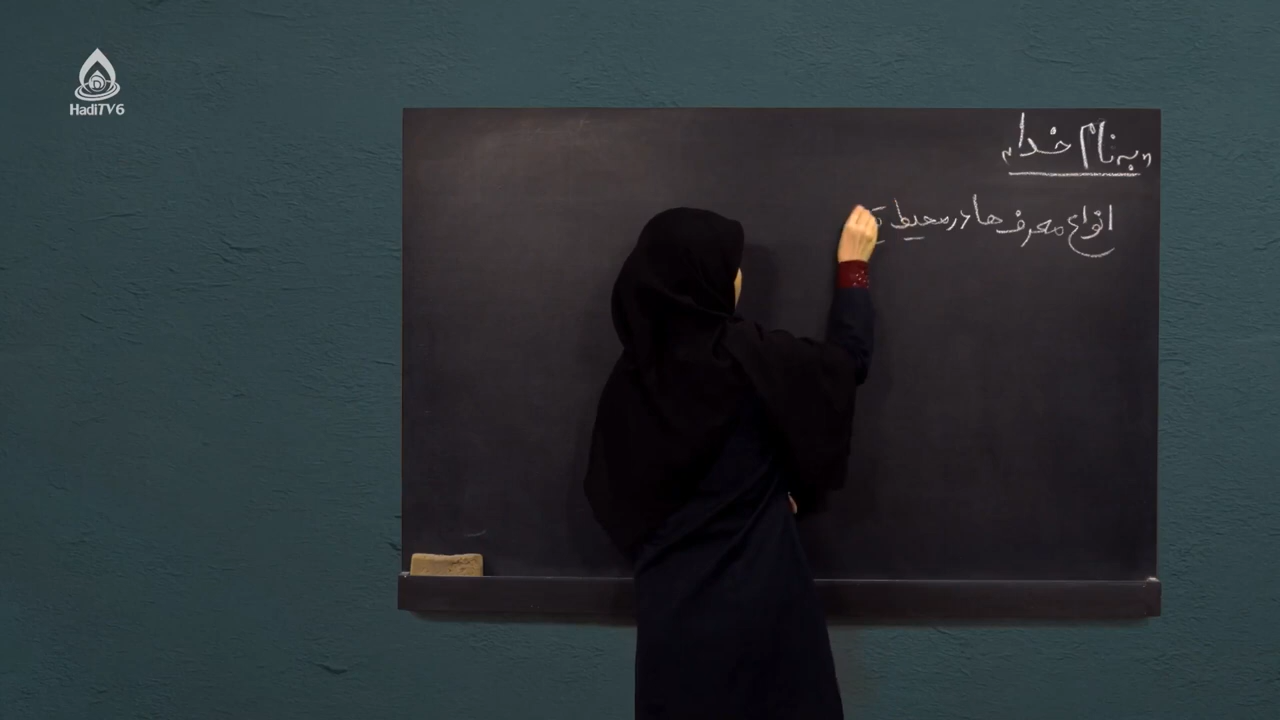 HadiTV6
"به نام خدا"
انواع معرف ها در محیط